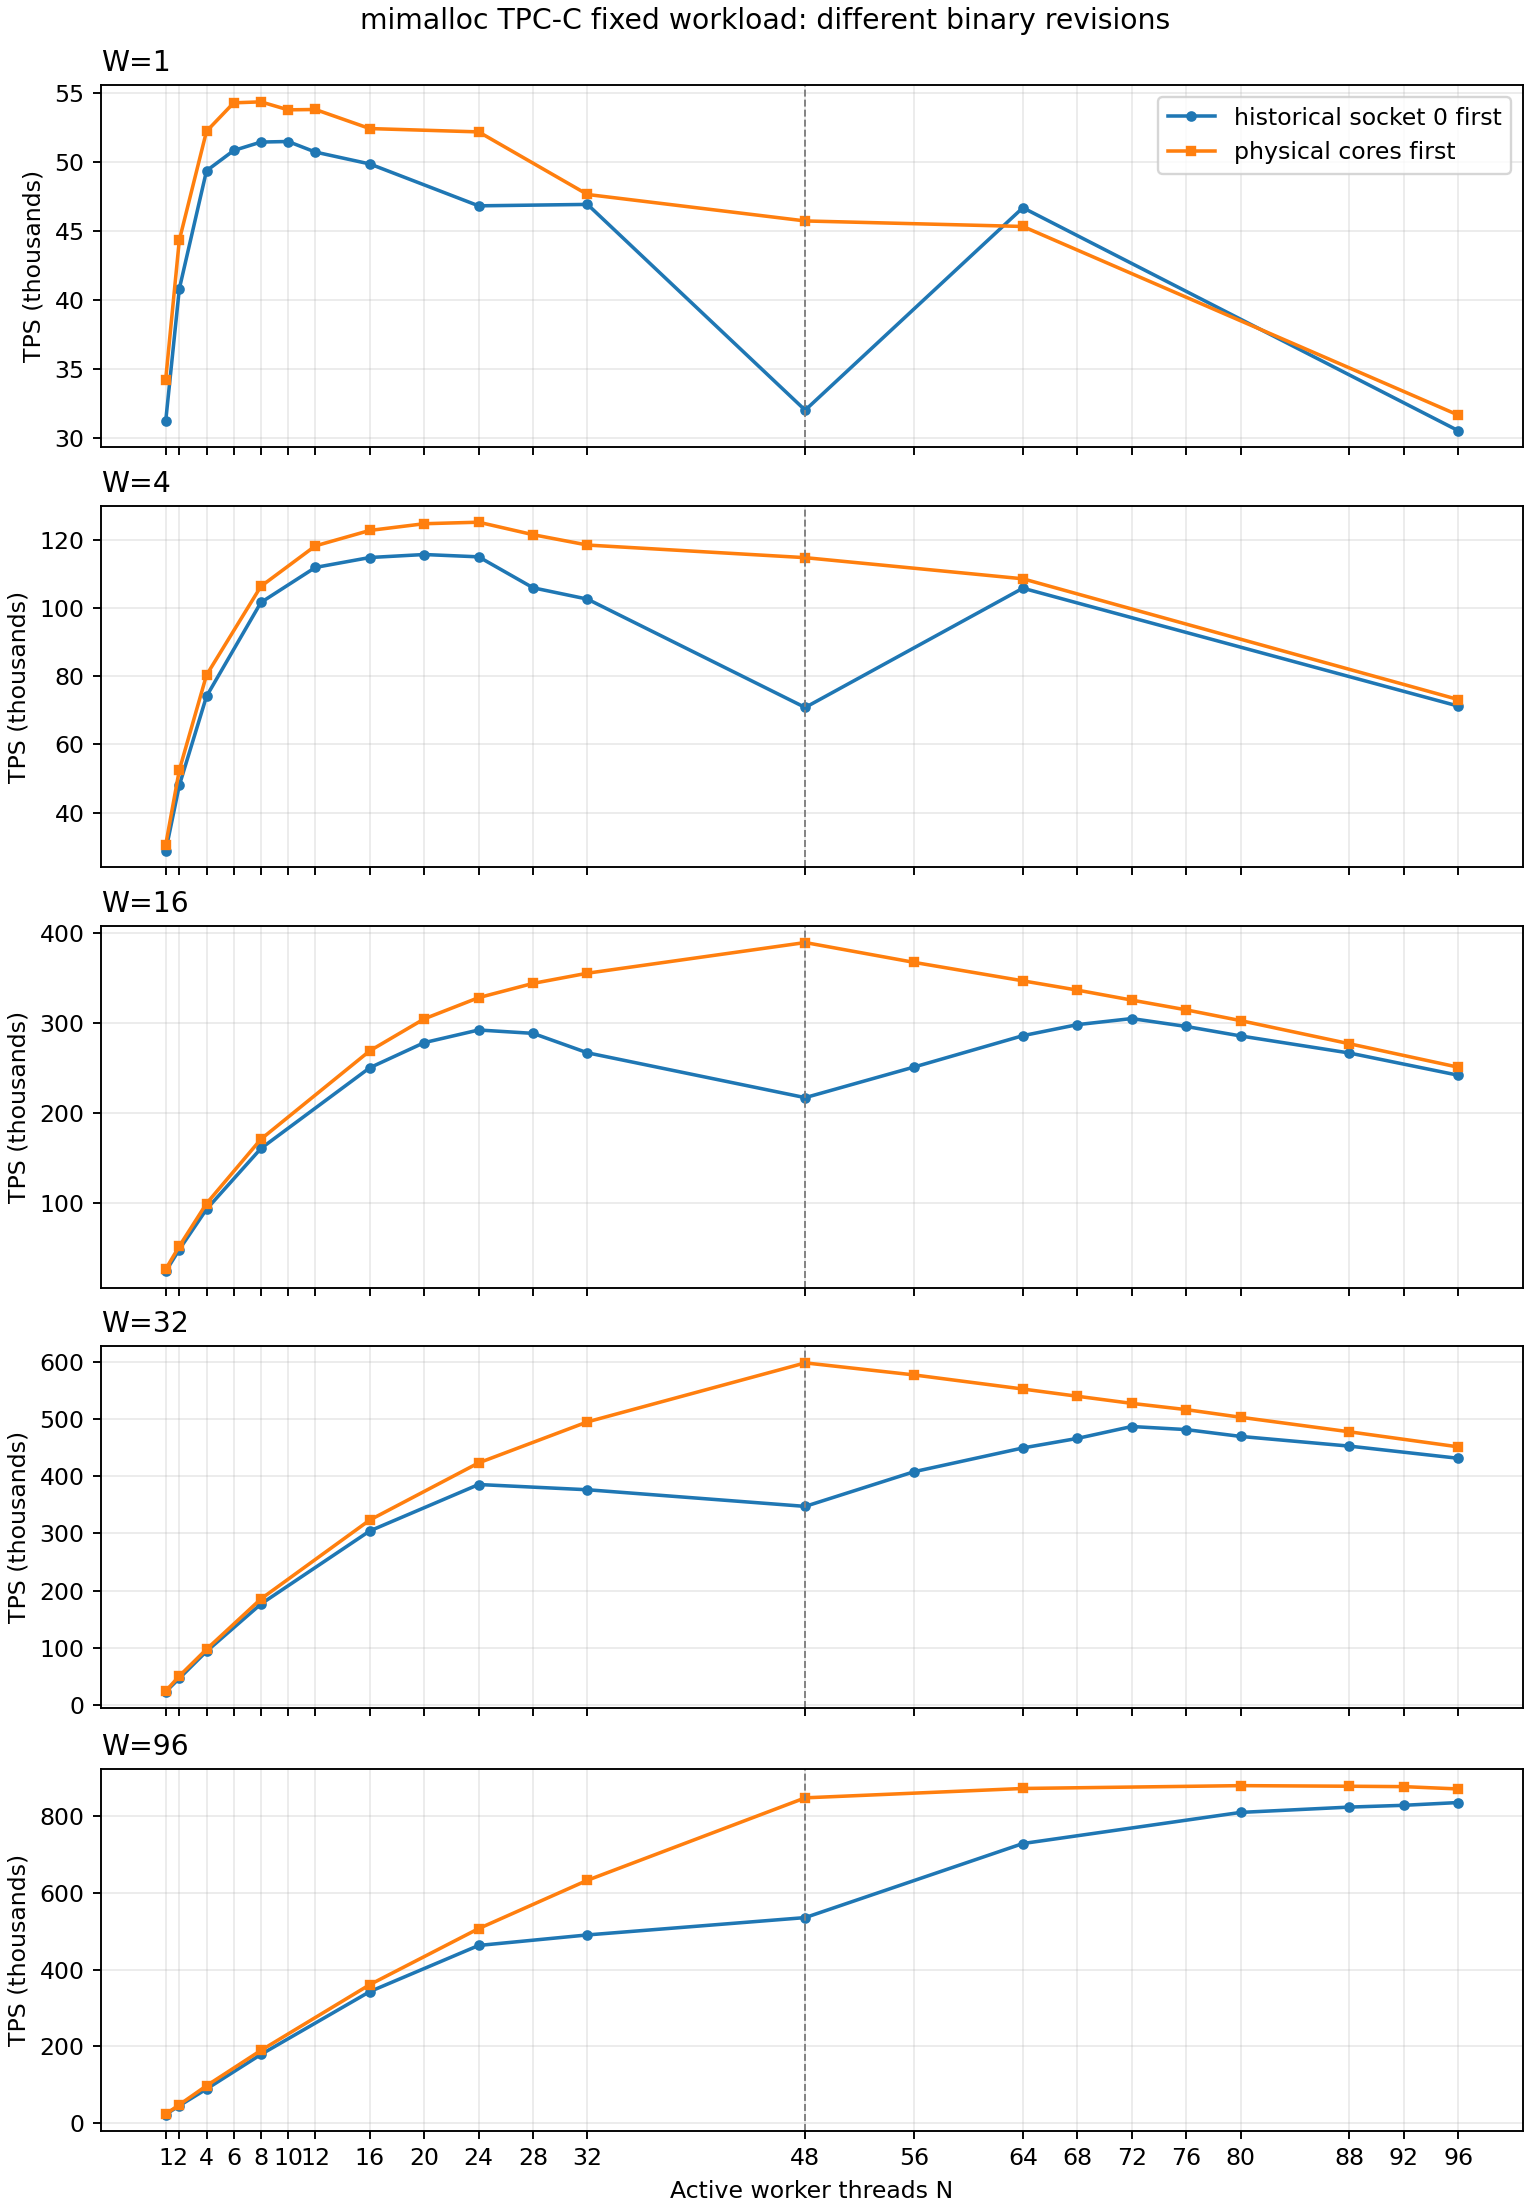 mimalloc TPC-C fixed workload: different binary revisions
W=1
55
50
45
40
35
30
TPS (thousands)
historical socket 0 first
physical cores first
W=4
120
100
80
60
40
TPS (thousands)
W=16
400
300
200
100
TPS (thousands)
W=32
600
500
400
300
200
100
0
TPS (thousands)
W=96
800
600
400
200
0
TPS (thousands)
1 2 4 6 8 10 12 16 20 24 28 32 48 56 64 68 72 76 80 88 92 96
Active worker threads N